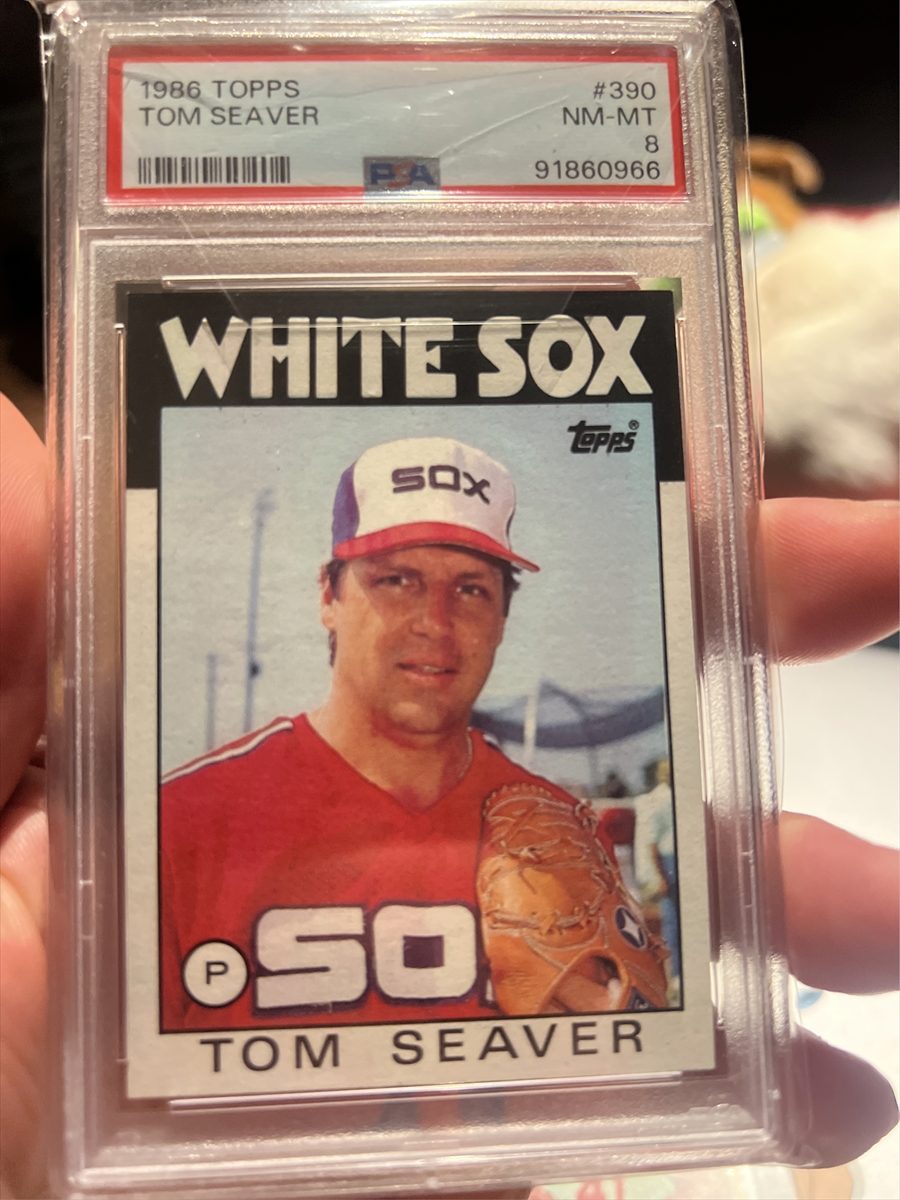 1986 TOPPS #390
TOM SEAVER NM-MT
8
PSA 91860966
WHITE SOX
Topps®
SOX
P SO
TOM SEAVER